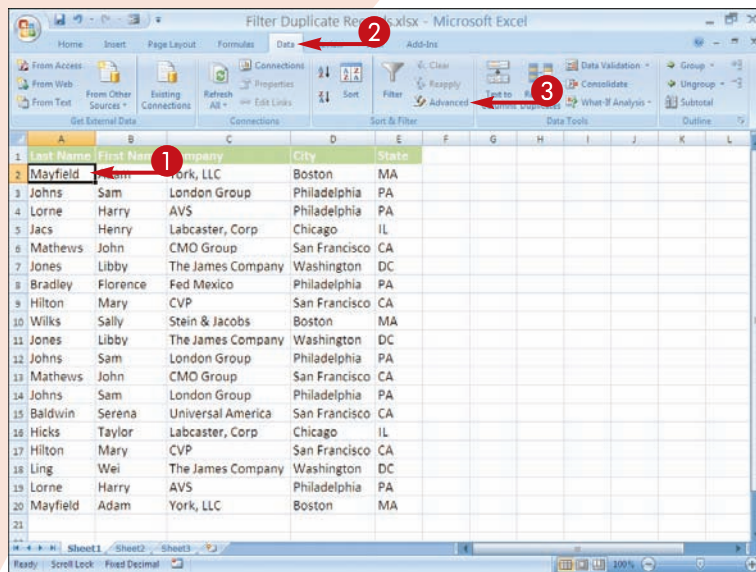 Filter Duplicate Rec ds.xlsx - Microsoft Excel
2
Home Insert Page Layout Formulas Data Add-Ins
From Access
From Web
From Text
From Other Sources
Existing Connections
Get External Data
Refresh All
Connections
Properties
Edit Links
Connections
Sort
Filter
Clear
Reapply
Advanced
3
Sort & Filter
Text to
Data Validation
Consolidate
What-If Analysis
Data Tools
Group
Ungroup
Subtotal
Outline
A B C D E F G H I J K L
1 Last Name First Nam Company City State
1
2 Mayfield York, LLC Boston MA
3 Johns Sam London Group Philadelphia PA
4 Lorne Harry AVS Philadelphia PA
5 Jacs Henry Labcaster, Corp Chicago IL
6 Mathews John CMO Group San Francisco CA
7 Jones Libby The James Company Washington DC
8 Bradley Florence Fed Mexico Philadelphia PA
9 Hilton Mary CVP San Francisco CA
10 Wilks Sally Stein & Jacobs Boston MA
11 Jones Libby The James Company Washington DC
12 Johns Sam London Group Philadelphia PA
13 Mathews John CMO Group San Francisco CA
14 Johns Sam London Group Philadelphia PA
15 Baldwin Serena Universal America San Francisco CA
16 Hicks Taylor Labcaster, Corp Chicago IL
17 Hilton Mary CVP San Francisco CA
18 Ling Wei The James Company Washington DC
19 Lorne Harry AVS Philadelphia PA
20 Mayfield Adam York, LLC Boston MA
21
Sheet1 Sheet2 Sheet3
Ready Scroll Lock Fixed Decimal 100%